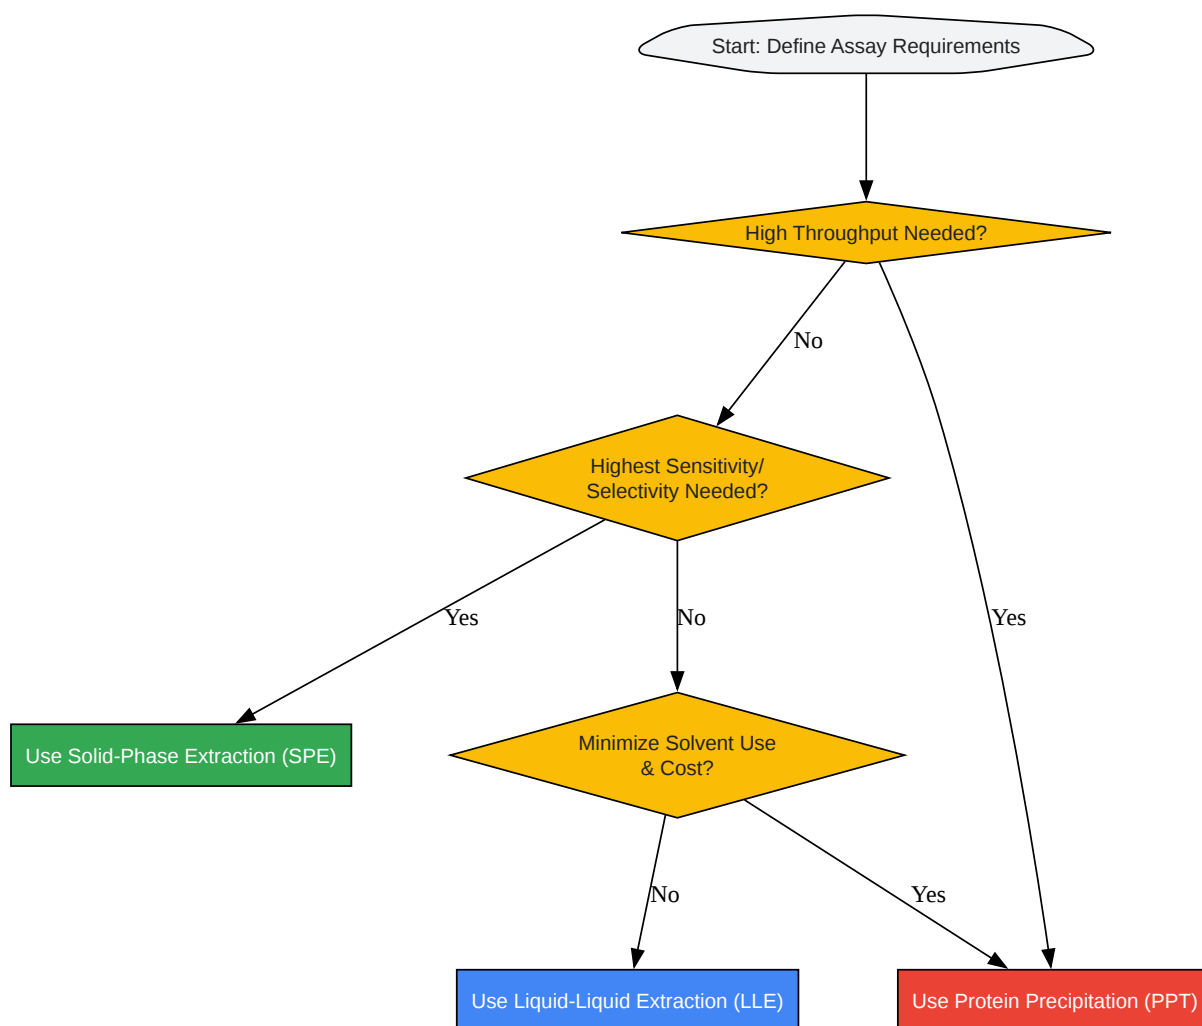 Start: Define Assay Requirements
High Throughput Needed?
No
Highest Sensitivity/
Selectivity Needed?
Yes
No
Yes
Use Solid-Phase Extraction (SPE)
Minimize Solvent Use
& Cost?
No
Yes
Use Liquid-Liquid Extraction (LLE)
Use Protein Precipitation (PPT)